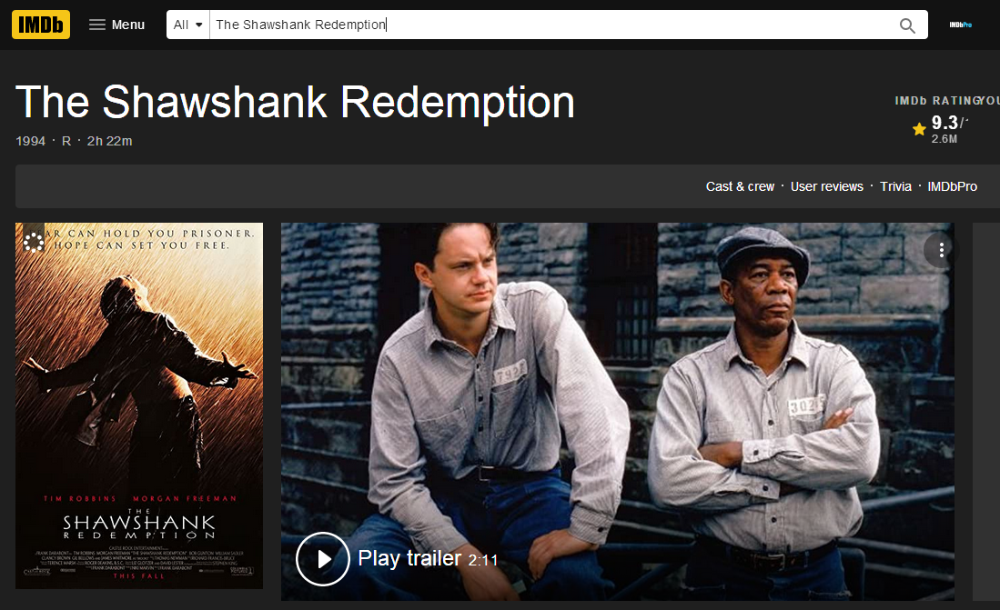 IMDb
Menu
All
The Shawshank Redemption
IMDbPro
The Shawshank Redemption
1994 · R · 2h 22m
IMDb RATING
YOU
9.3/
2.6M
Cast & crew · User reviews · Trivia · IMDbPro
AR CAN HOLD YOU PRISONER.
HOPE CAN SET YOU FREE.
TIM ROBBINS MORGAN FREEMAN
THE
SHAWSHANK
REDEMPTION
THIS FALL
Play trailer 2:11